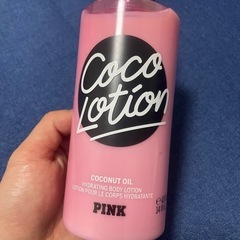 Coco
Lotion
COCONUT OIL
HYDRATING BODY LOTION
LOTION POUR LE CORPS HYDRATANTE
PINK